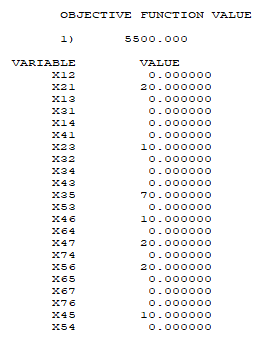 OBJECTIVE FUNCTION VALUE
1) 5500.000
VARIABLE VALUE
X12 0.000000
X21 20.000000
X13 0.000000
X31 0.000000
X14 0.000000
X41 0.000000
X23 10.000000
X32 0.000000
X34 0.000000
X43 0.000000
X35 70.000000
X53 0.000000
X46 10.000000
X64 0.000000
X47 20.000000
X74 0.000000
X56 20.000000
X65 0.000000
X67 0.000000
X76 0.000000
X45 10.000000
X54 0.000000